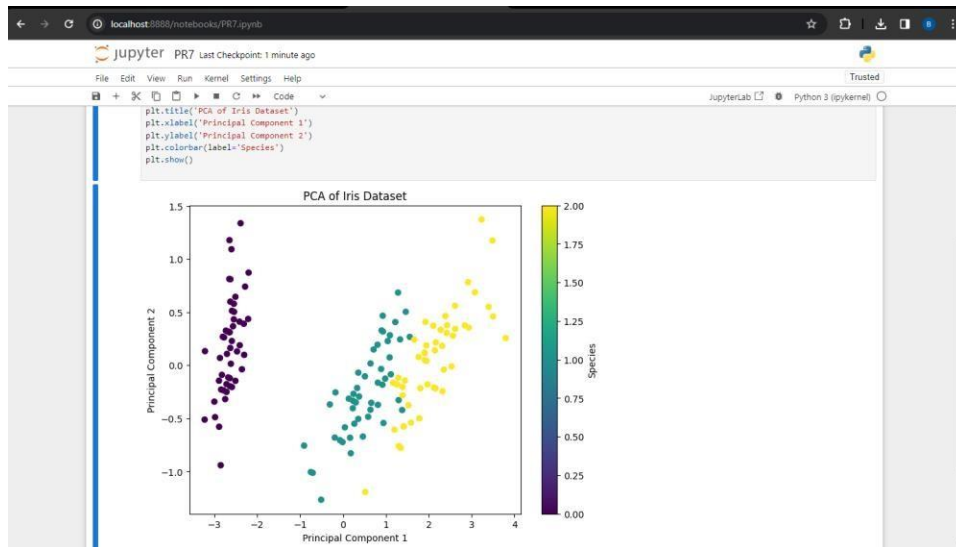 localhost:8888/notebooks/PR7.ipynb
B
jupyter PR7 Last Checkpoint: 1 minute ago
File Edit View Run Kernel Settings Help
Trusted
Code
JupyterLab
Python 3 (ipykernel)
plt.title('PCA of Iris Dataset')
plt.xlabel('Principal Component 1')
plt.ylabel('Principal Component 2')
plt.colorbar(label='Species')
plt.show()
PCA of Iris Dataset
1.5
1.0
0.5
0.0
−0.5
−1.0
Principal Component 2
−3 −2 −1 0 1 2 3 4
Principal Component 1
2.00
1.75
1.50
1.25
1.00
0.75
0.50
0.25
0.00
Species